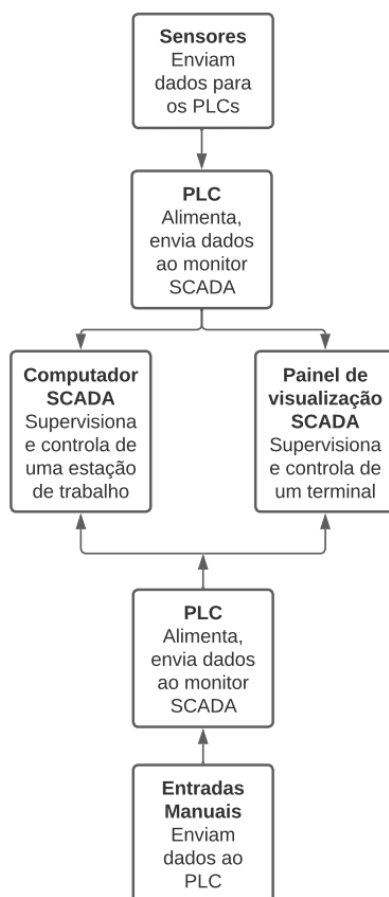 Sensores
Enviam
dados para
os PLCs
PLC
Alimenta,
envia dados
ao monitor
SCADA
Computador
SCADA
Supervisiona
e controla de
uma estação
de trabalho
Painel de
visualização
SCADA
Supervisiona
e controla de
um terminal
PLC
Alimenta,
envia dados
ao monitor
SCADA
Entradas
Manuais
Enviam
dados ao
PLC